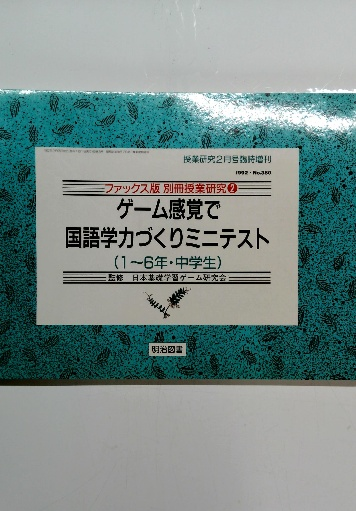 授業研究2月号臨時増刊
1992・No.380
ファックス版 別冊授業研究❷
ゲーム感覚で
国語学力づくりミニテスト
(1〜6年・中学生)
監修 日本基礎学習ゲーム研究会
明治図書